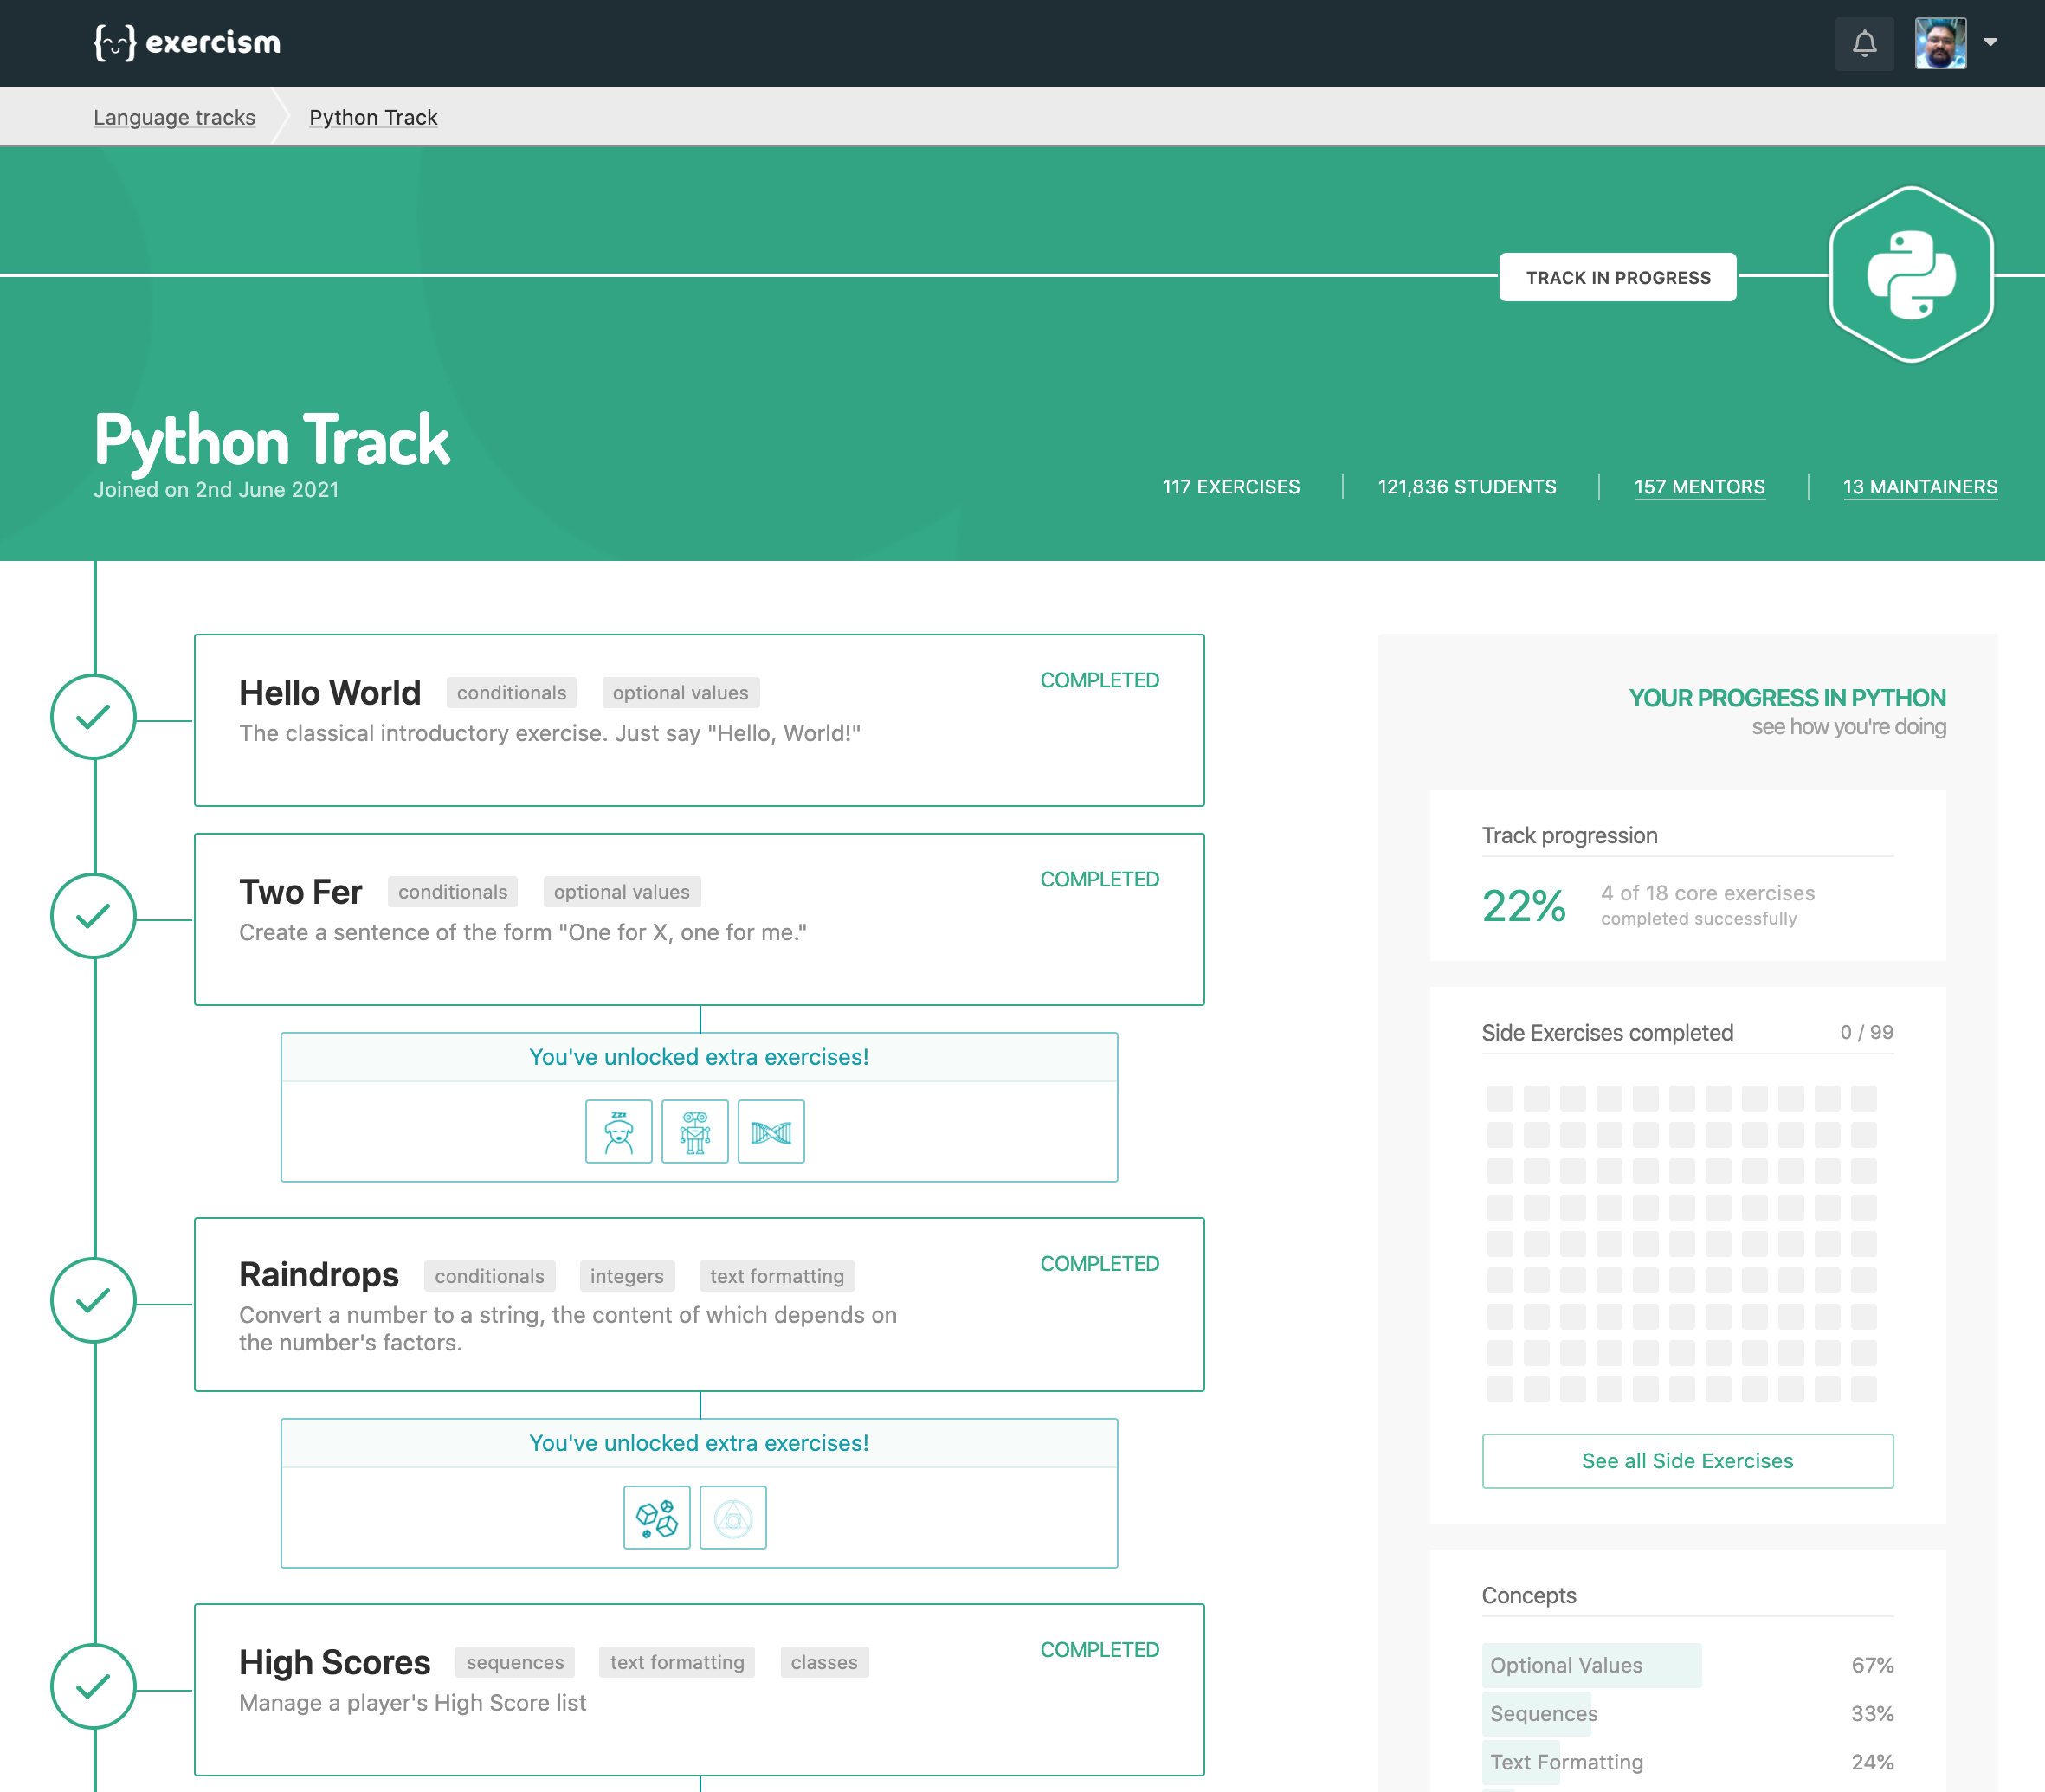 exercism
Language tracks
Python Track
TRACK IN PROGRESS
Python Track
Joined on 2nd June 2021
117 EXERCISES
121,836 STUDENTS
157 MENTORS
13 MAINTAINERS
Hello World
conditionals
optional values
COMPLETED
The classical introductory exercise. Just say "Hello, World!"
Two Fer
conditionals
optional values
COMPLETED
Create a sentence of the form "One for X, one for me."
You've unlocked extra exercises!
zzz
Raindrops
conditionals
integers
text formatting
COMPLETED
Convert a number to a string, the content of which depends on
the number's factors.
You've unlocked extra exercises!
High Scores
sequences
text formatting
classes
COMPLETED
Manage a player's High Score list
YOUR PROGRESS IN PYTHON
see how you're doing
Track progression
22%
4 of 18 core exercises
completed successfully
Side Exercises completed
0 / 99
See all Side Exercises
Concepts
Optional Values
67%
Sequences
33%
Text Formatting
24%